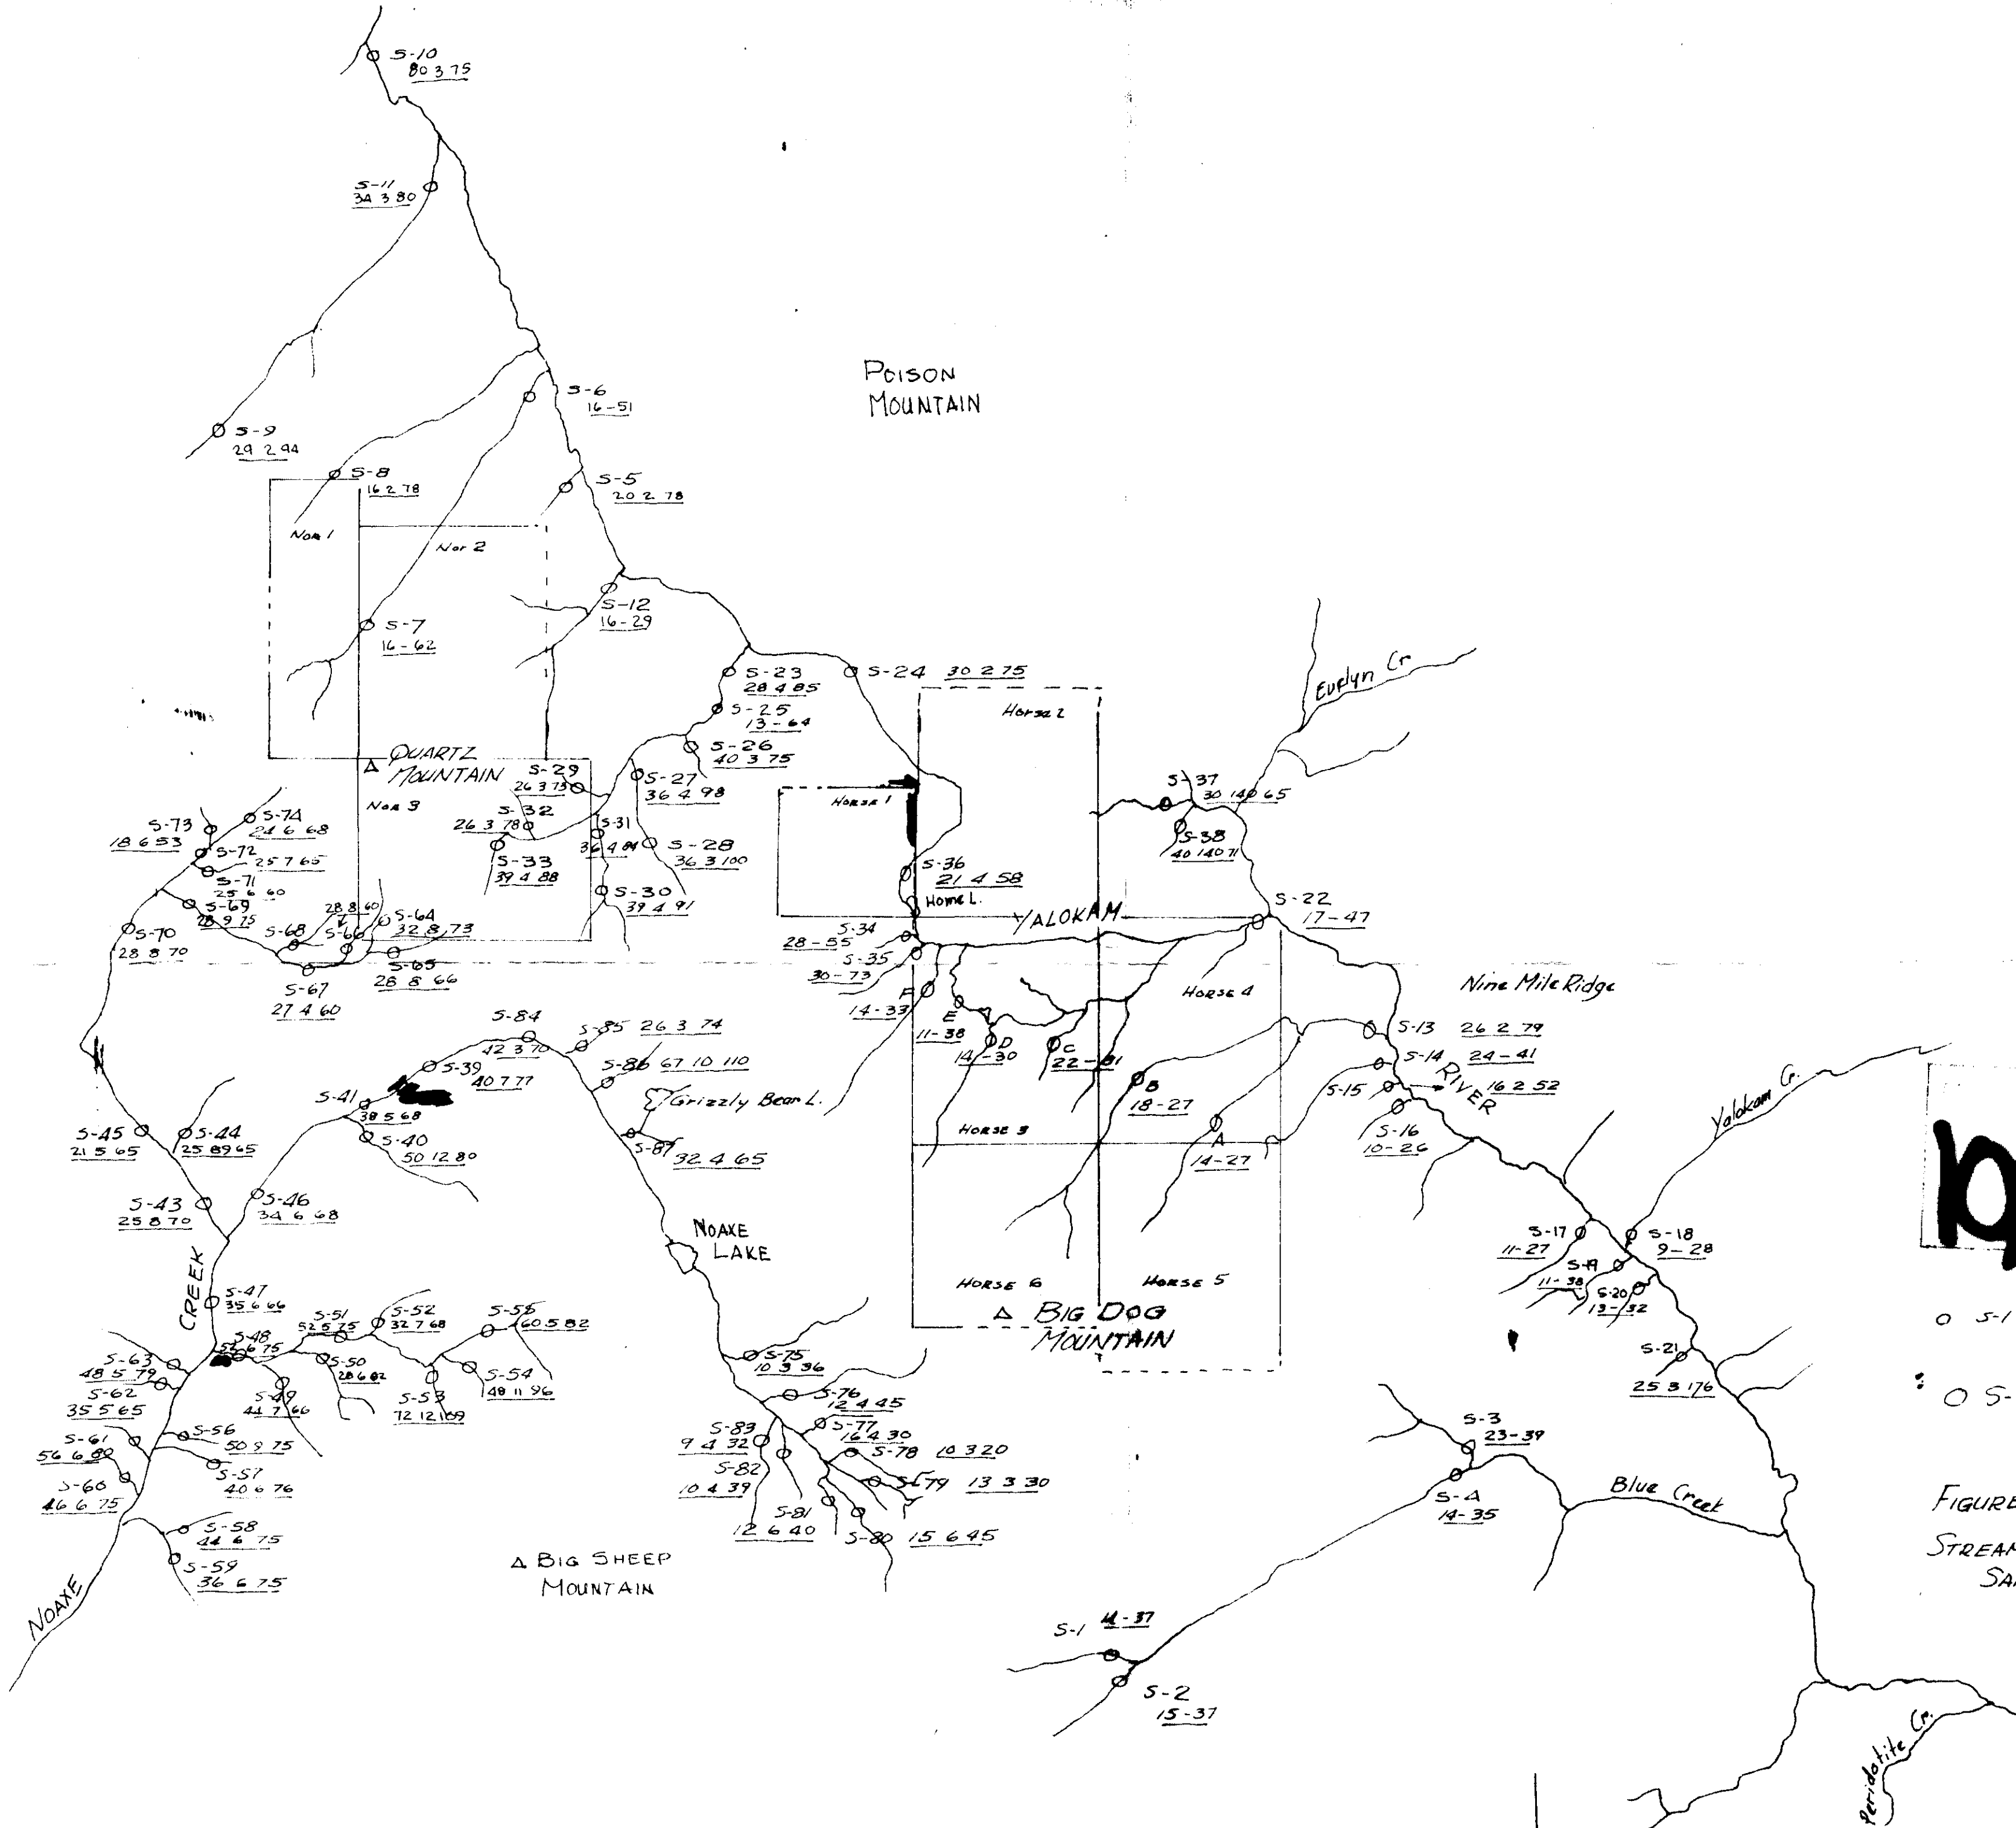 S-10
80 3 75
S-11
34 3 80
POISON
MOUNTAIN
S-6
16-51
S-9
29 2 94
S-8
16 2 78
S-5
20 2 78
Nor 1
Nor 2
S-12
16-29
S-7
16-62
Evelyn Cr
S-23
28 4 85
S-24 30 2 75
S-25
13-64
Horse 2
S-26
40 3 75
QUARTZ
MOUNTAIN
S-29
26 3 73
S-27
36 4 98
S-37
30 140 65
HORSE 1
Nor 3
S-32
26 3 78
S-31
S-74
24 6 68
S-73
18 6 53
S-72
25 7 65
S-33
39 4 88
S-28
36 3 100
S-38
40 140 71
S-36
21 4 58
S-71
25 6 60
S-69
28 9 75
S-30
39 4 91
Home L.
28 8 60
S-64
32 8 73
YALOKAM
S-22
17-47
S-70
28 8 70
S-68
S-66
S-34
28-55
S-35
30-73
S-65
28 8 66
S-67
27 4 60
F
14-33
E
11-38
HORSE 4
Nine Mile Ridge
S-84
42 3 70
S-85 26 3 74
D
14-30
C
S-13 26 2 79
S-14 24-41
RIVER
S-39
40 7 77
S-86 67 10 110
B
18-27
S-15 16 2 52
Grizzly Bear L.
S-41
38 5 68
S-16
10-26
Yalokom Cr.
S-45
21 5 65
S-44
S-40
50 12 80
S-87
32 4 65
HORSE 3
A
14-27
S-43
25 8 70
S-46
34 6 68
NOAXE
LAKE
S-17
11-27
S-18
9-28
S-19
11-38
S-20
13-32
CREEK
HORSE 6
HORSE 5
S-47
35 6 66
S-51
52 5 75
S-52
32 7 68
S-55
60 5 82
BIG DOG
MOUNTAIN
S-1
S-48
S-63
48 5 79
S-50
S-75
10 3 36
S-21
25 3 176
S-62
35 5 65
S-49
44 7 66
S-53
S-54
48 11 96
S-76
12 4 45
S-
S-61
S-56
50 9 75
S-83
9 4 32
S-77
16 4 30
S-3
23-39
S-57
40 6 76
S-82
10 4 39
S-78 10 3 20
S-79 13 3 30
S-60
46 6 75
S-4
14-35
Blue Creek
FIGURE
S-81
12 6 40
S-80 15 6 45
S-58
44 6 75
S-59
36 6 75
BIG SHEEP
MOUNTAIN
STREAM
SA
NOAXE
S-1
S-2
15-37
Peridotite Cr.